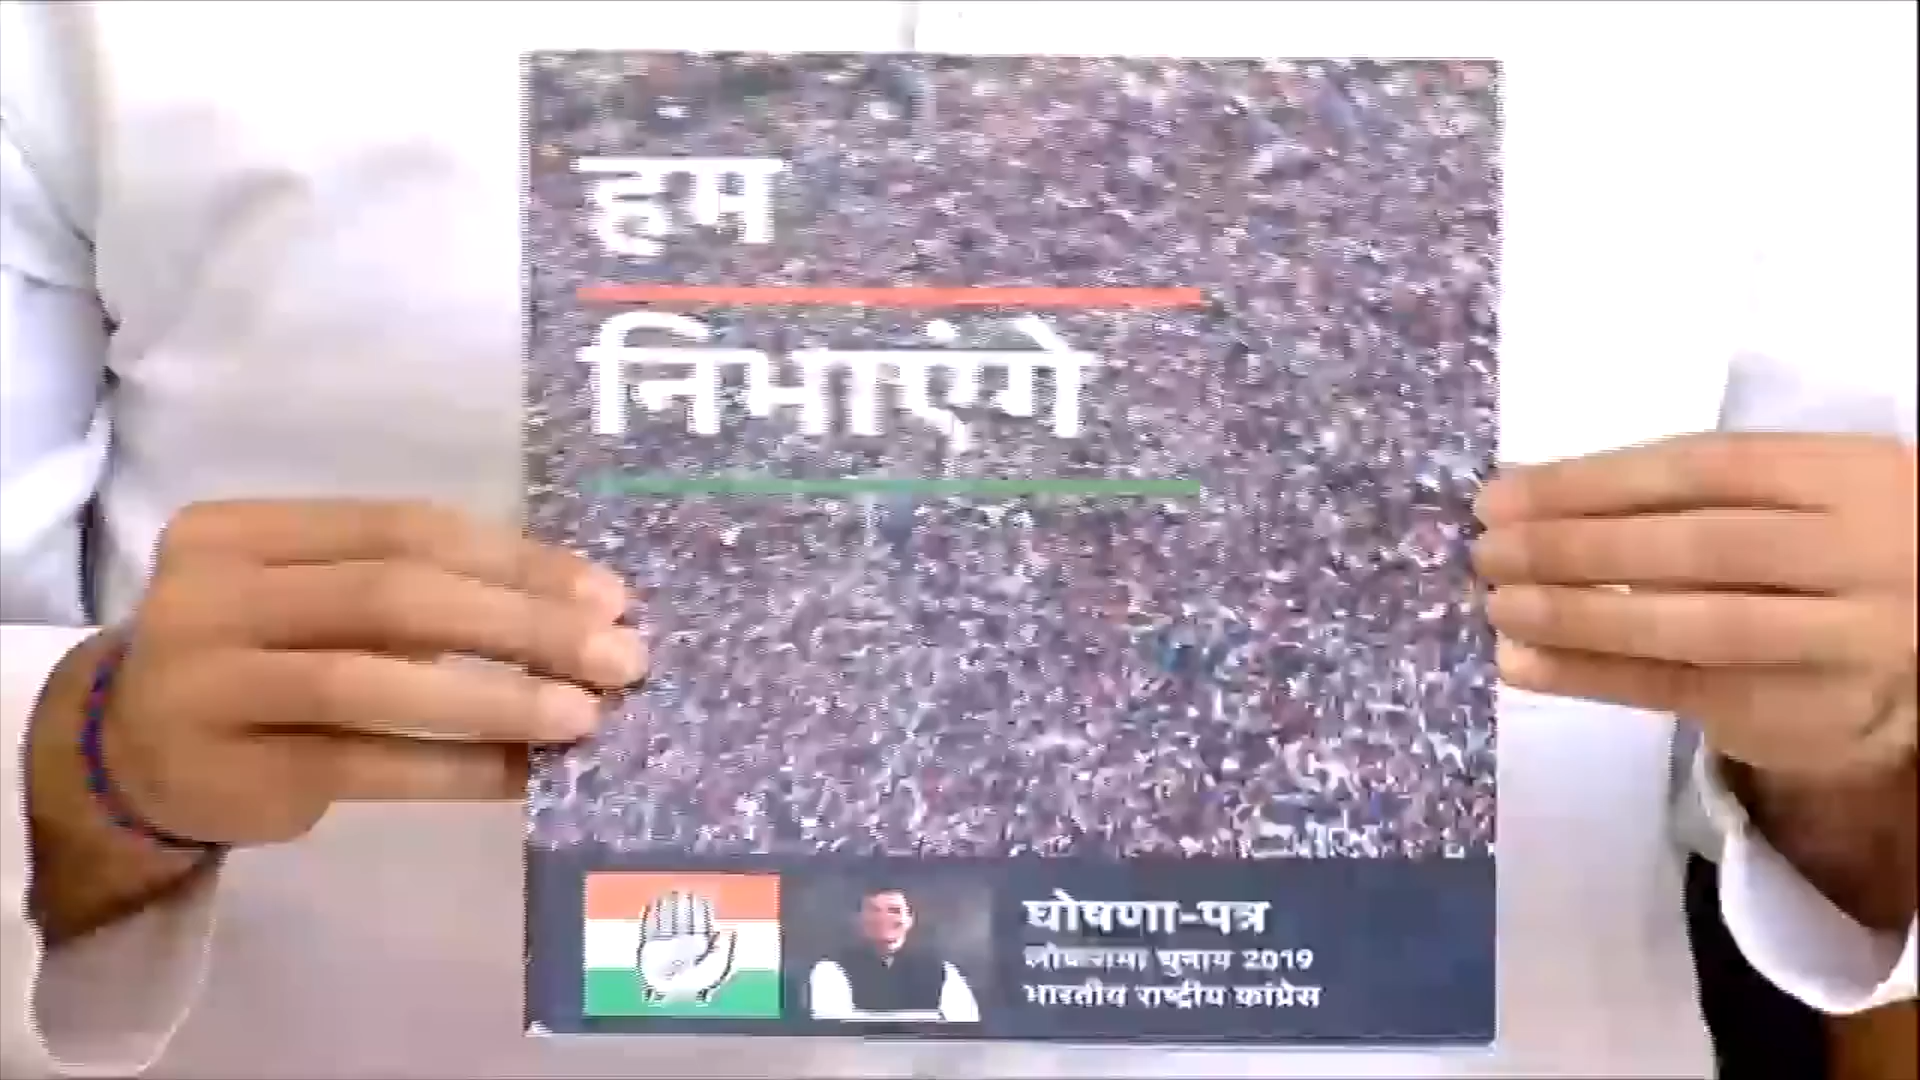 हम
निभाएंगे
घोषणा-पत्र
लोकसभा चुनाव 2019
भारतीय राष्ट्रीय कांग्रेस